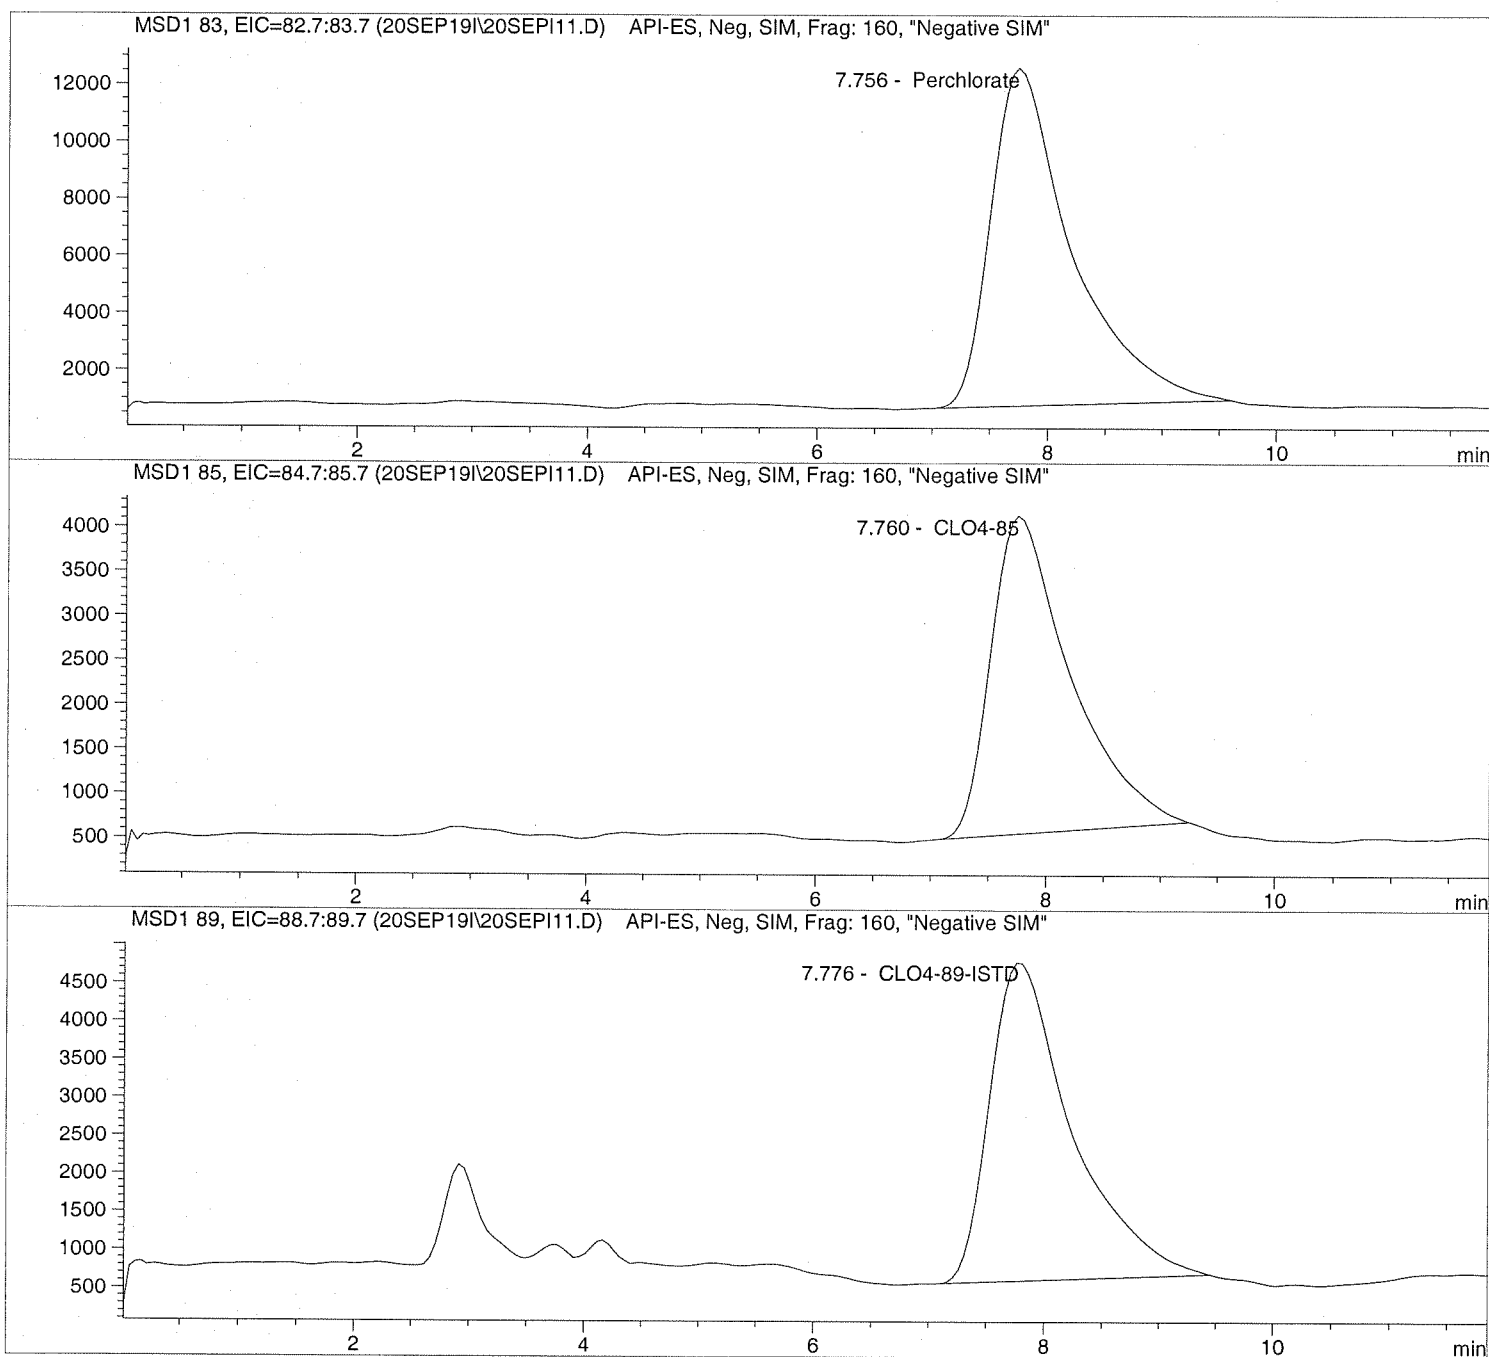 MSD1 83, EIC=82.7:83.7 (20SEP19I\20SEPI11.D) API-ES, Neg, SIM, Frag: 160, "Negative SIM"
7.756 - Perchlorate
12000
10000
8000
6000
4000
2000
2 4 6 8 10 min
MSD1 85, EIC=84.7:85.7 (20SEP19I\20SEPI11.D) API-ES, Neg, SIM, Frag: 160, "Negative SIM"
7.760 - CLO4-85
4000
3500
3000
2500
2000
1500
1000
500
2 4 6 8 10 min
MSD1 89, EIC=88.7:89.7 (20SEP19I\20SEPI11.D) API-ES, Neg, SIM, Frag: 160, "Negative SIM"
7.776 - CLO4-89-ISTD
4500
4000
3500
3000
2500
2000
1500
1000
500
2 4 6 8 10 min